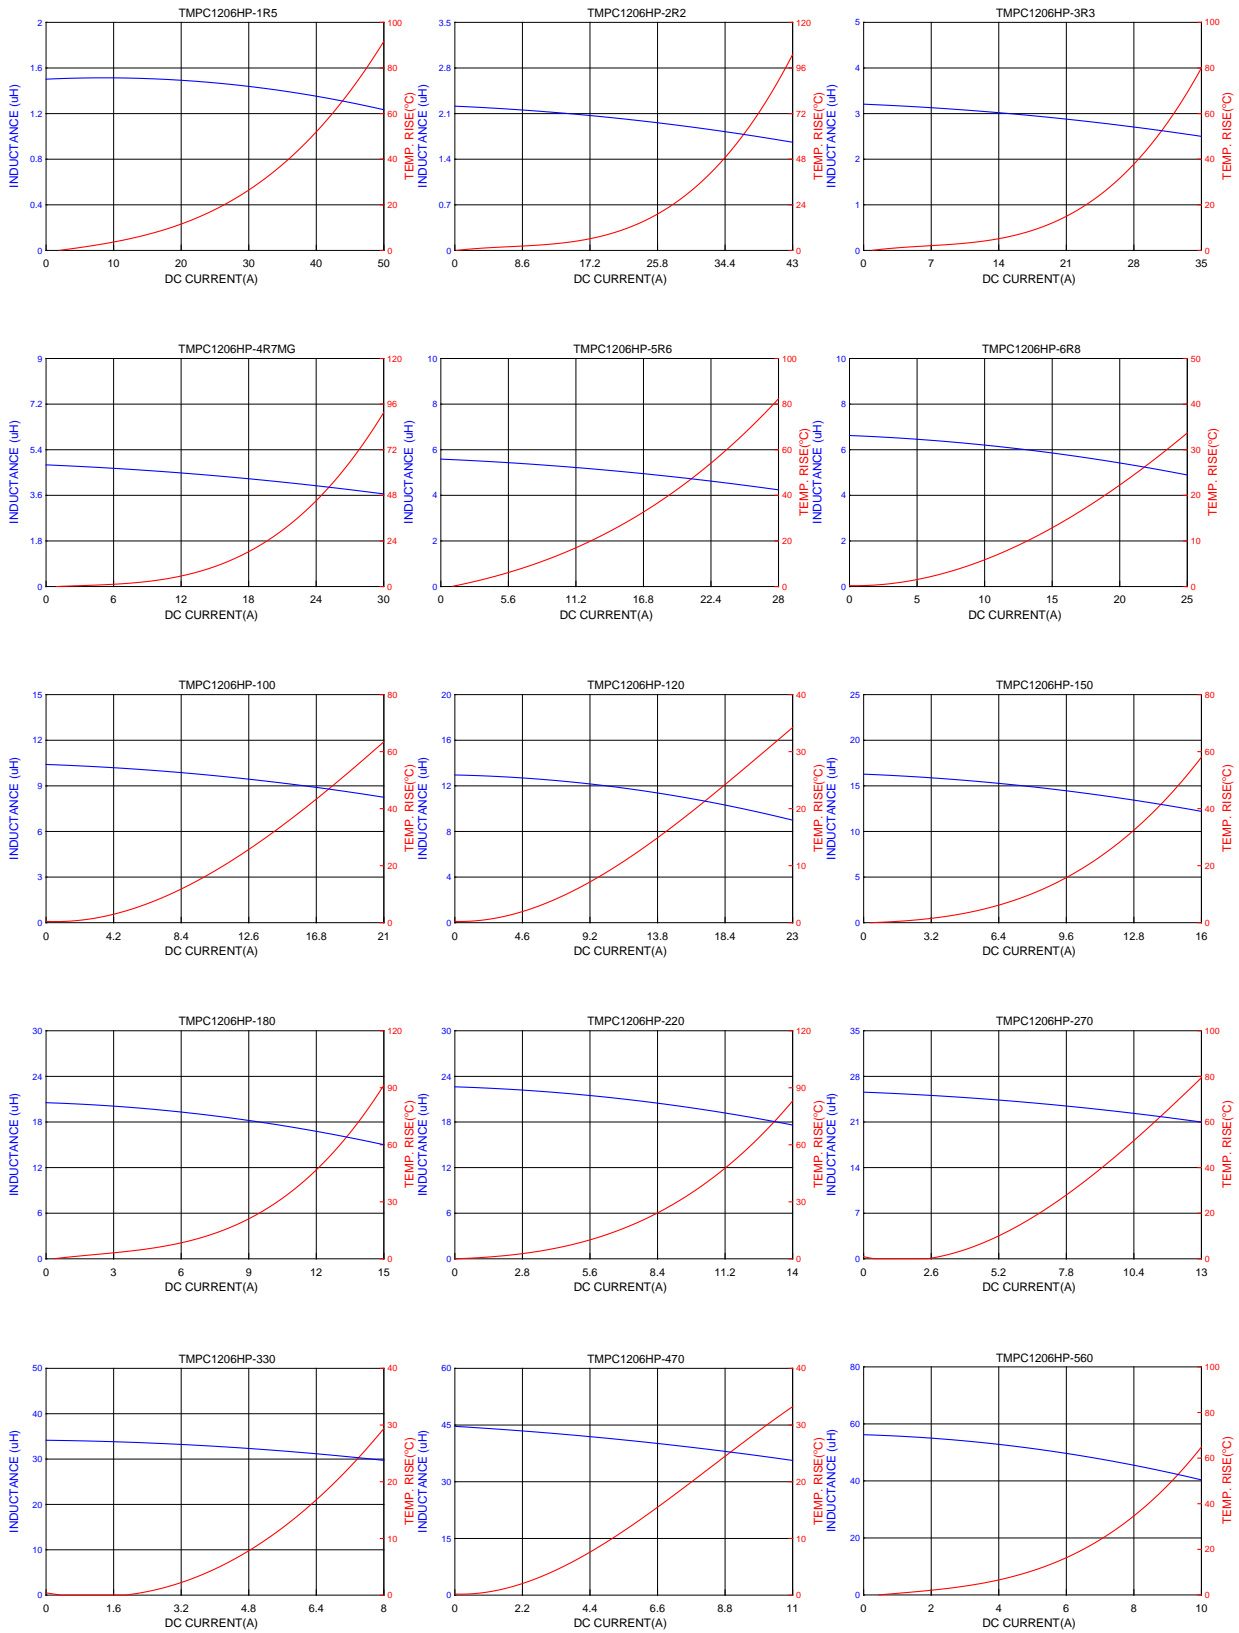 TMPC1206HP-1R5
2
1.6
1.2
0.8
0.4
0
INDUCTANCE (uH)
0 10 20 30 40 50
DC CURRENT(A)
100
80
60
40
20
0
TEMP. RISE(°C)
TMPC1206HP-2R2
3.5
2.8
2.1
1.4
0.7
0
INDUCTANCE (uH)
0 8.6 17.2 25.8 34.4 43
DC CURRENT(A)
120
96
72
48
24
0
TEMP. RISE(°C)
TMPC1206HP-3R3
5
4
3
2
1
0
INDUCTANCE (uH)
0 7 14 21 28 35
DC CURRENT(A)
100
80
60
40
20
0
TEMP. RISE(°C)
TMPC1206HP-4R7MG
9
7.2
5.4
3.6
1.8
0
INDUCTANCE (uH)
0 6 12 18 24 30
DC CURRENT(A)
120
96
72
48
24
0
TEMP. RISE(°C)
TMPC1206HP-5R6
10
8
6
4
2
0
INDUCTANCE (uH)
0 5.6 11.2 16.8 22.4 28
DC CURRENT(A)
100
80
60
40
20
0
TEMP. RISE(°C)
TMPC1206HP-6R8
10
8
6
4
2
0
INDUCTANCE (uH)
0 5 10 15 20 25
DC CURRENT(A)
50
40
30
20
10
0
TEMP. RISE(°C)
TMPC1206HP-100
15
12
9
6
3
0
INDUCTANCE (uH)
0 4.2 8.4 12.6 16.8 21
DC CURRENT(A)
80
60
40
20
0
TEMP. RISE(°C)
TMPC1206HP-120
20
16
12
8
4
0
INDUCTANCE (uH)
0 4.6 9.2 13.8 18.4 23
DC CURRENT(A)
40
30
20
10
0
TEMP. RISE(°C)
TMPC1206HP-150
25
20
15
10
5
0
INDUCTANCE (uH)
0 3.2 6.4 9.6 12.8 16
DC CURRENT(A)
80
60
40
20
0
TEMP. RISE(°C)
TMPC1206HP-180
30
24
18
12
6
0
INDUCTANCE (uH)
0 3 6 9 12 15
DC CURRENT(A)
120
90
60
30
0
TEMP. RISE(°C)
TMPC1206HP-220
30
24
18
12
6
0
INDUCTANCE (uH)
0 2.8 5.6 8.4 11.2 14
DC CURRENT(A)
120
90
60
30
0
TEMP. RISE(°C)
TMPC1206HP-270
35
28
21
14
7
0
INDUCTANCE (uH)
0 2.6 5.2 7.8 10.4 13
DC CURRENT(A)
100
80
60
40
20
0
TEMP. RISE(°C)
TMPC1206HP-330
50
40
30
20
10
0
INDUCTANCE (uH)
0 1.6 3.2 4.8 6.4 8
DC CURRENT(A)
40
30
20
10
0
TEMP. RISE(°C)
TMPC1206HP-470
60
45
30
15
0
INDUCTANCE (uH)
0 2.2 4.4 6.6 8.8 11
DC CURRENT(A)
40
30
20
10
0
TEMP. RISE(°C)
TMPC1206HP-560
80
60
40
20
0
INDUCTANCE (uH)
0 2 4 6 8 10
DC CURRENT(A)
100
80
60
40
20
0
TEMP. RISE(°C)